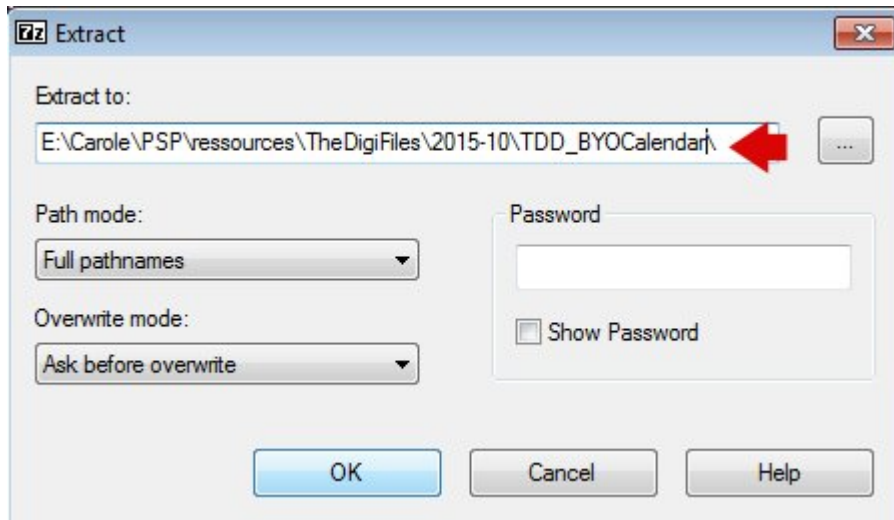 7z Extract
Extract to:
E:\Carole\PSP\ressources\TheDigiFiles\2015-10\TDD_BYOCalendar\
...
Path mode:
Full pathnames
Password
Overwrite mode:
Show Password
Ask before overwrite
OK Cancel Help